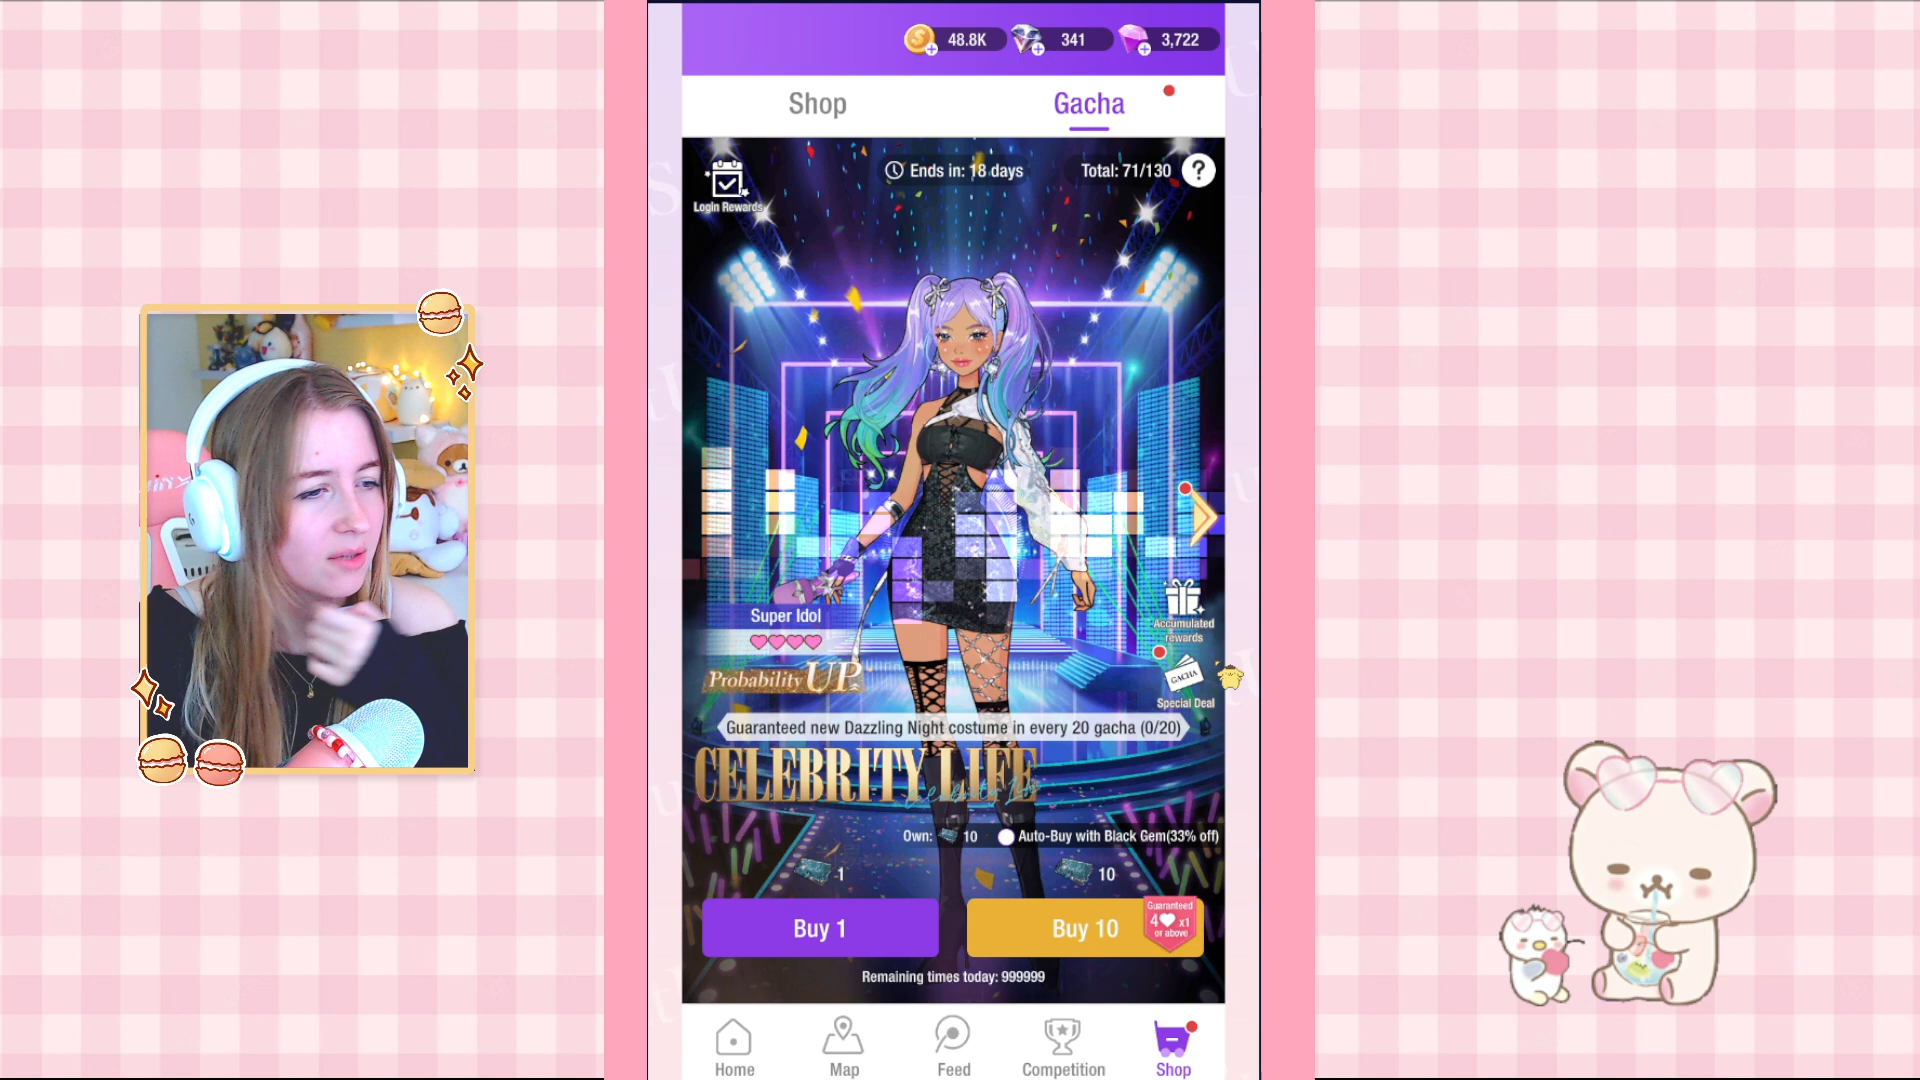 48.8K
341
3,722
Shop
Gacha
Login Rewards
Ends in: 18 days
Total: 71/130
?
Super Idol
Probability UP
Accumulated
rewards
GACHA
Special Deal
Guaranteed new Dazzling Night costume in every 20 gacha (0/20)
CELEBRITY LIFE
Celebrity Life
Own: 10
Auto-Buy with Black Gem(33% off)
1
10
Buy 1
Buy 10
Guaranteed
4 x1
or above
Remaining times today: 999999
Home
Map
Feed
Competition
Shop